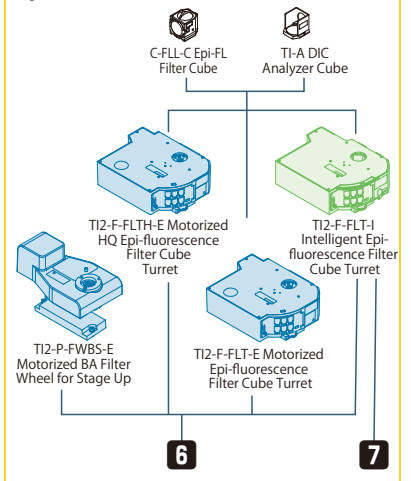 C-FLL-C Epi-FL
Filter Cube
TI-A DIC
Analyzer Cube
TI2-F-FLTH-E Motorized
HQ Epi-fluorescence
Filter Cube
Turret
TI2-F-FLT-I
Intelligent Epi-
fluorescence Filter
Cube Turret
TI2-P-FWBS-E
Motorized BA Filter
Wheel for Stage Up
TI2-F-FLT-E Motorized
Epi-fluorescence
Filter Cube Turret
6
7